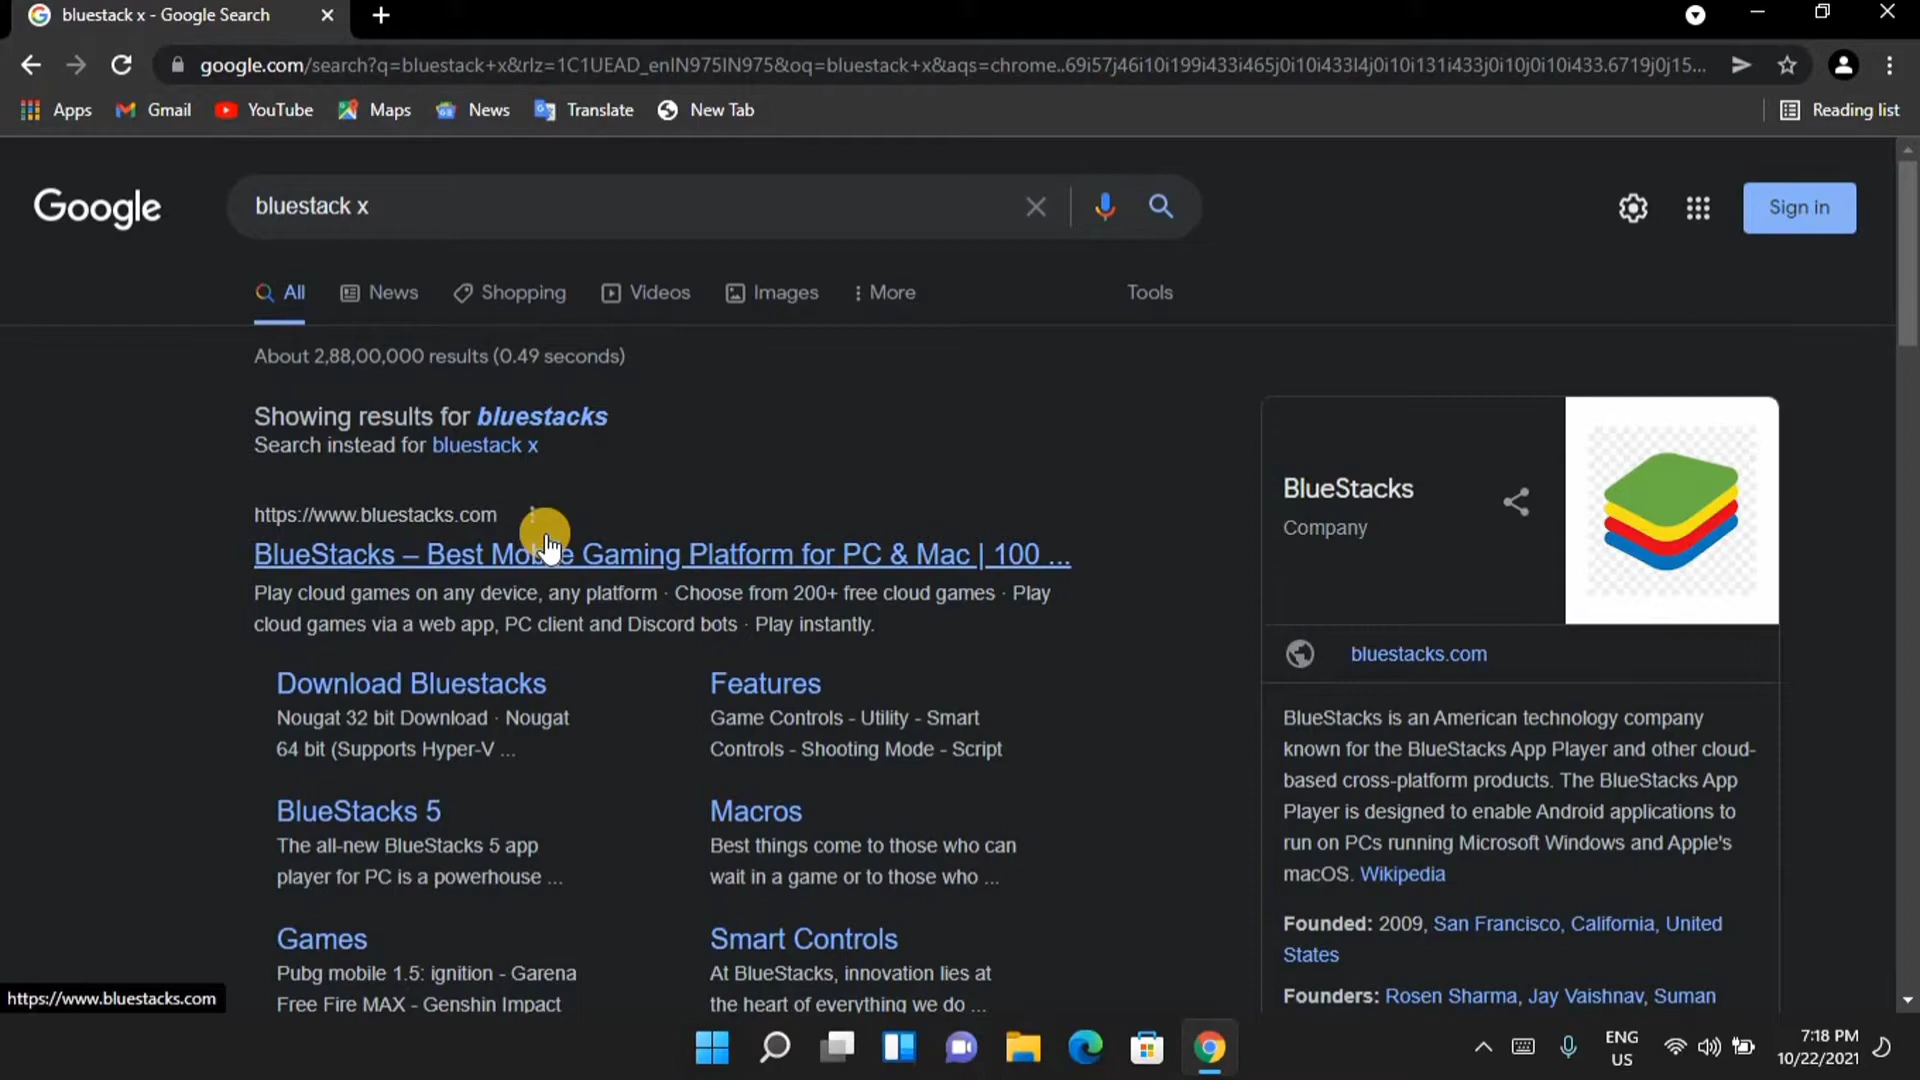 bluestack x - Google Search
google.com/search?q=bluestack+x&rlz=1C1UEAD_enIN975IN975&oq=bluestack+x&aqs=chrome..69i57j46i10i199i433i465j0i10i433l4j0i10i131i433j0i10j0i10i433.6719j0j15...
Apps
Gmail
YouTube
Maps
News
Translate
New Tab
Reading list
Google
bluestack x
Sign in
All
News
Shopping
Videos
Images
More
Tools
About 2,88,00,000 results (0.49 seconds)
Showing results for bluestacks
Search instead for bluestack x
https://www.bluestacks.com
BlueStacks – Best Mobile Gaming Platform for PC & Mac | 100 ...
Play cloud games on any device, any platform · Choose from 200+ free cloud games · Play
cloud games via a web app, PC client and Discord bots · Play instantly.
Download Bluestacks
Nougat 32 bit Download · Nougat
64 bit (Supports Hyper-V ...
Features
Game Controls - Utility - Smart
Controls - Shooting Mode - Script
BlueStacks 5
The all-new BlueStacks 5 app
player for PC is a powerhouse ...
Macros
Best things come to those who can
wait in a game or to those who ...
Games
Pubg mobile 1.5: ignition - Garena
Free Fire MAX - Genshin Impact
Smart Controls
At BlueStacks, innovation lies at
the heart of everything we do ...
BlueStacks
Company
bluestacks.com
BlueStacks is an American technology company
known for the BlueStacks App Player and other cloud-
based cross-platform products. The BlueStacks App
Player is designed to enable Android applications to
run on PCs running Microsoft Windows and Apple's
macOS. Wikipedia
Founded: 2009, San Francisco, California, United
States
Founders: Rosen Sharma, Jay Vaishnav, Suman
https://www.bluestacks.com
ENG
US
7:18 PM
10/22/2021